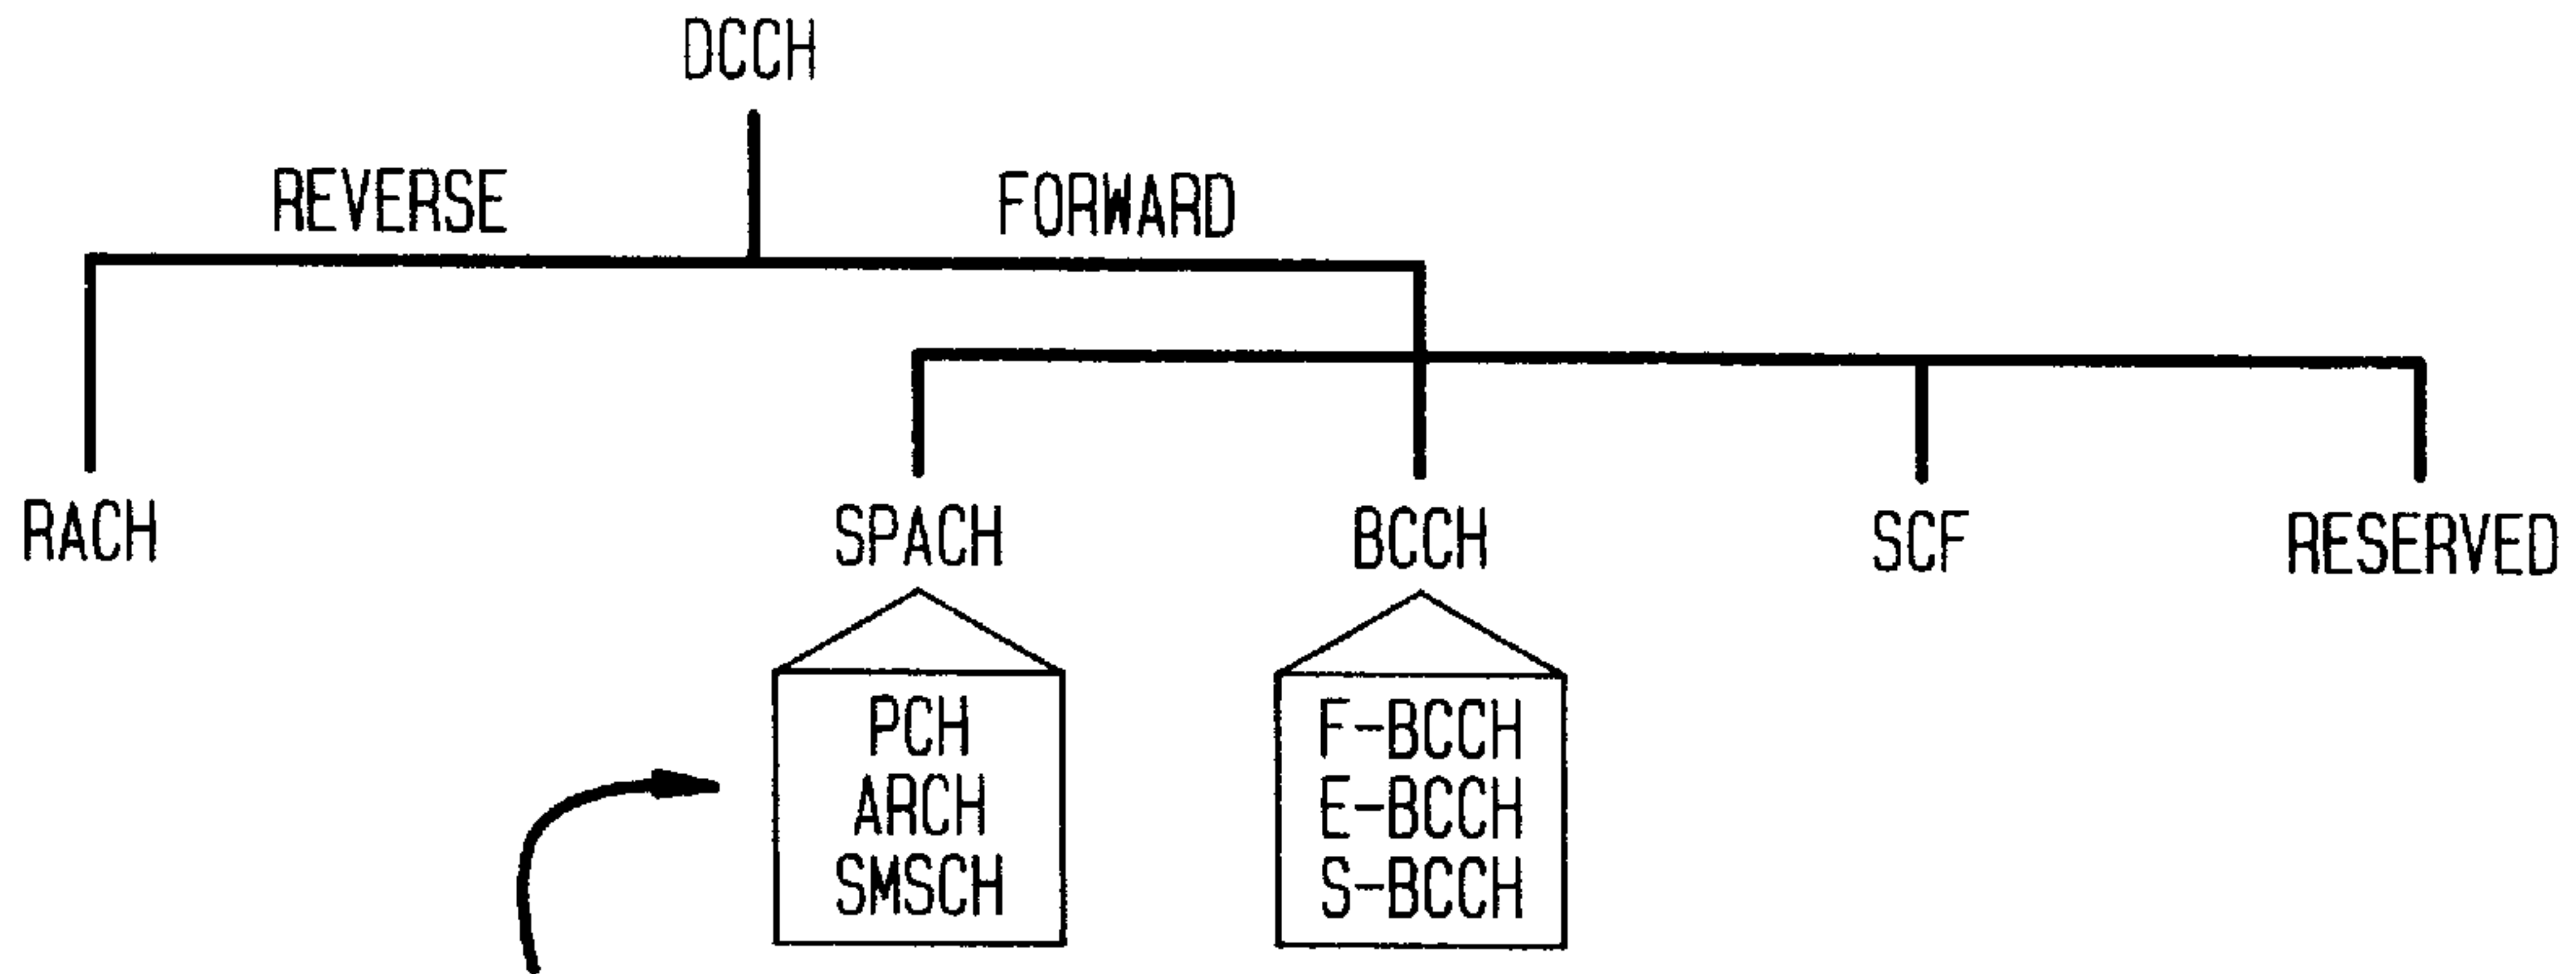 DCCH
REVERSE FORWARD
RACH SPACH BCCH SCF RESERVED
PCH F-BCCH
ARCH E-BCCH
SMSCH S-BCCH